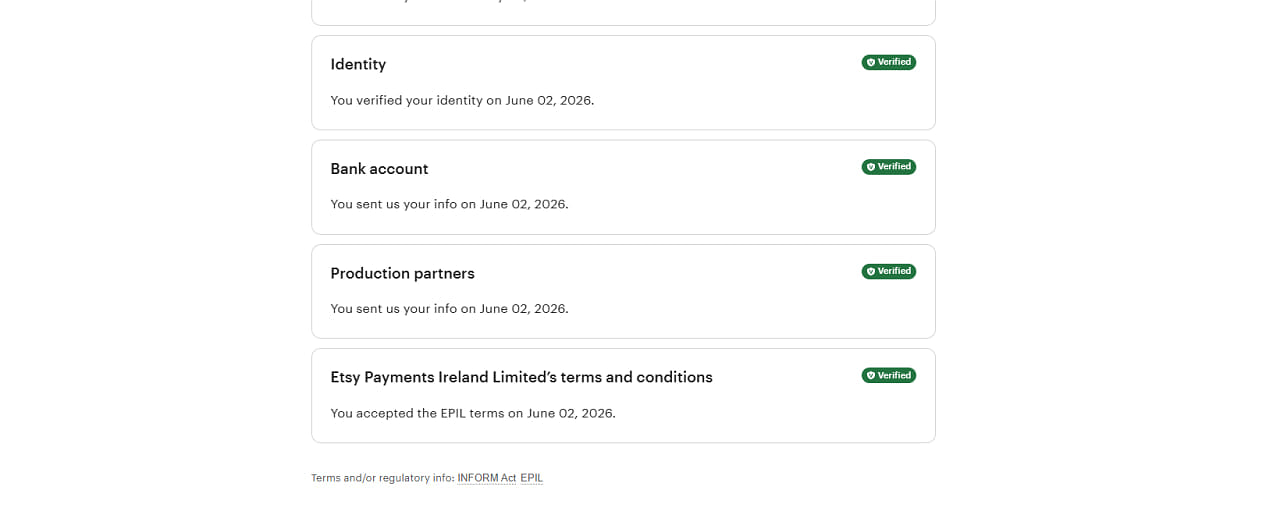 Identity
Verified
You verified your identity on June 02, 2026.
Bank account
Verified
You sent us your info on June 02, 2026.
Production partners
Verified
You sent us your info on June 02, 2026.
Etsy Payments Ireland Limited’s terms and conditions
Verified
You accepted the EPIL terms on June 02, 2026.
Terms and/or regulatory info: INFORM Act EPIL